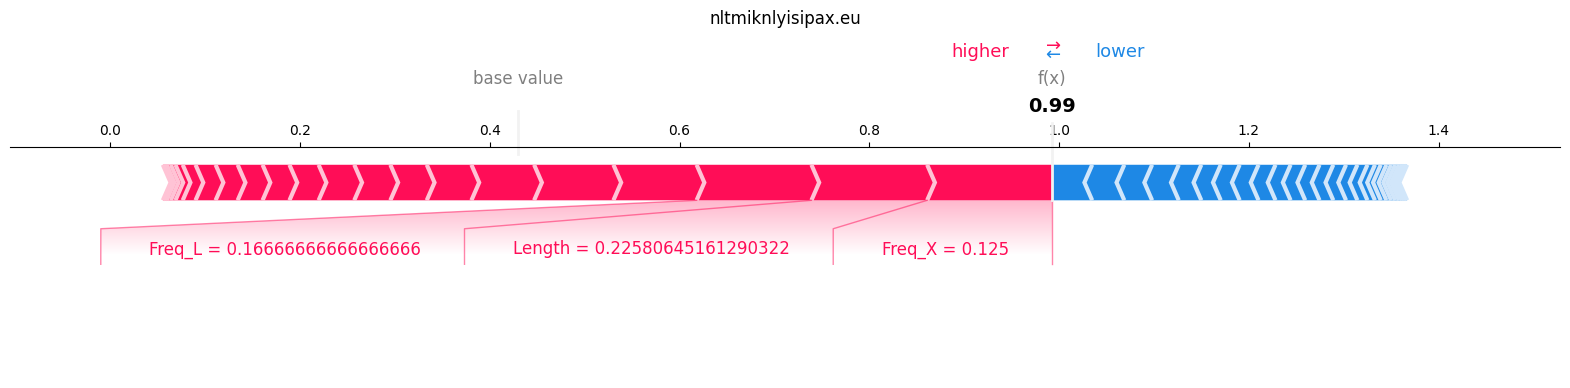 nltmiknlyisipax.eu
higher ⇄ lower
base value f(x)
0.99
0.0 0.2 0.4 0.6 0.8 1.0 1.2 1.4
Freq_L = 0.16666666666666666 Length = 0.22580645161290322 Freq_X = 0.125